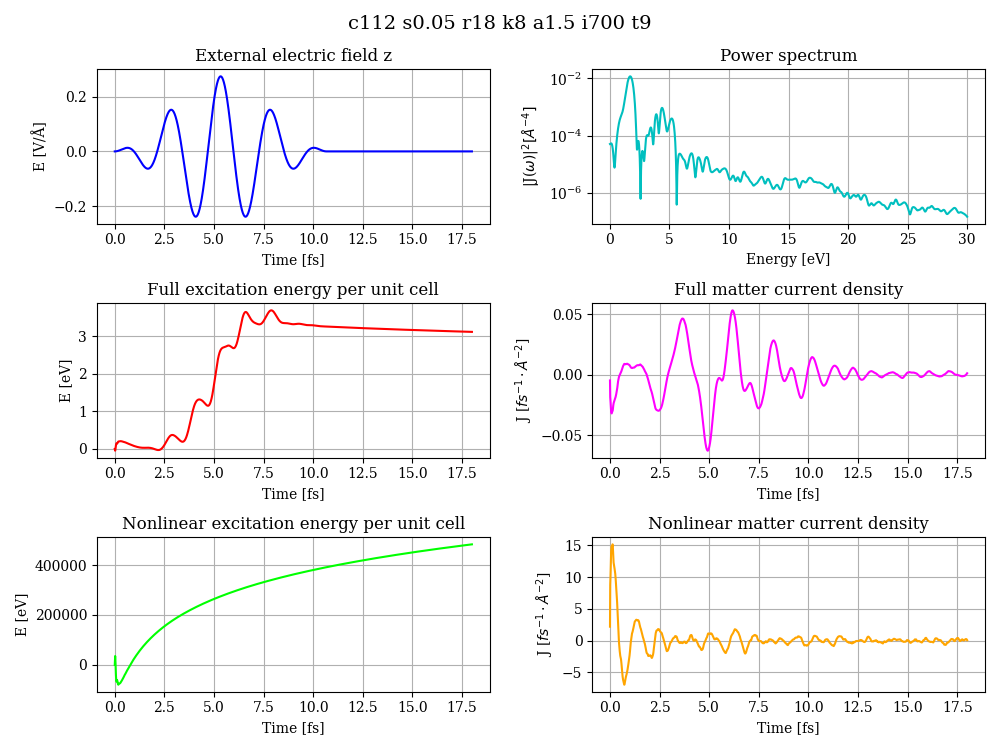 c112 s0.05 r18 k8 a1.5 i700 t9
External electric field z
E [V/Å]
0.2
0.0
−0.2
0.0 2.5 5.0 7.5 10.0 12.5 15.0 17.5
Time [fs]
Power spectrum
|J(ω)|² [Å⁻⁴]
10⁻²
10⁻⁴
10⁻⁶
0 5 10 15 20 25 30
Energy [eV]
Full excitation energy per unit cell
E [eV]
3
2
1
0
0.0 2.5 5.0 7.5 10.0 12.5 15.0 17.5
Time [fs]
Full matter current density
J [fs⁻¹ · Å⁻²]
0.05
0.00
−0.05
0.0 2.5 5.0 7.5 10.0 12.5 15.0 17.5
Time [fs]
Nonlinear excitation energy per unit cell
E [eV]
400000
200000
0
0.0 2.5 5.0 7.5 10.0 12.5 15.0 17.5
Time [fs]
Nonlinear matter current density
J [fs⁻¹ · Å⁻²]
15
10
5
0
−5
0.0 2.5 5.0 7.5 10.0 12.5 15.0 17.5
Time [fs]